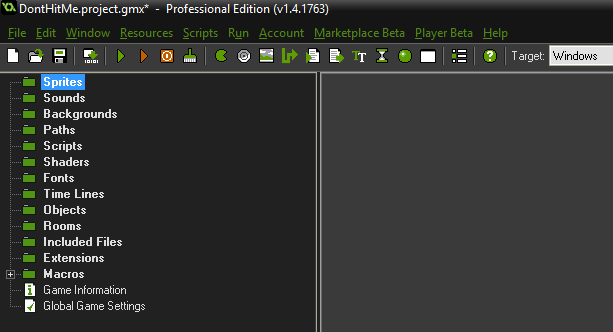 DontHitMe.project.gmx* - Professional Edition (v1.4.1763)
File Edit Window Resources Scripts Run Account Marketplace Beta Player Beta Help
Target: Windows
Sprites
Sounds
Backgrounds
Paths
Scripts
Shaders
Fonts
Time Lines
Objects
Rooms
Included Files
Extensions
Macros
Game Information
Global Game Settings